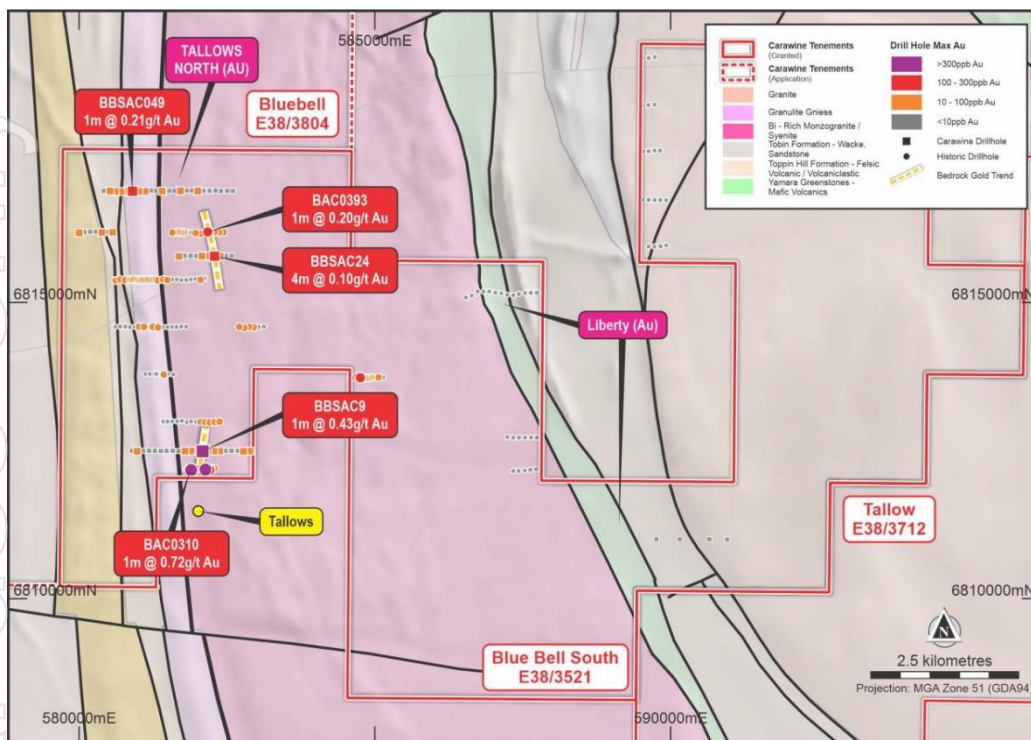 585000mE
TALLOWS
NORTH (AU)
BBSAC049
1m @ 0.21g/t Au
Bluebell
E38/3804
BAC0393
1m @ 0.20g/t Au
BBSAC24
4m @ 0.10g/t Au
6815000mN
6815000mN
Liberty (Au)
BBSAC9
1m @ 0.43g/t Au
Tallows
BAC0310
1m @ 0.72g/t Au
Tallow
E38/3712
6810000mN
6810000mN
Blue Bell South
E38/3521
580000mE
590000mE
Carawine Tenements
(Granted)
Carawine Tenements
(Application)
Granite
Granulite Gniess
Bi - Rich Monzogranite /
Syenite
Tobin Formation - Wacke,
Sandstone
Toppin Hill Formation - Felsic
Volcanic / Volcaniclastic
Yamara Greenstones -
Mafic Volcanics
Drill Hole Max Au
>300ppb Au
100 - 300ppb Au
10 - 100ppb Au
<10ppb Au
Carawine Drillhole
Historic Drillhole
Bedrock Gold Trend
N
2.5 kilometres
Projection: MGA Zone 51 (GDA94)